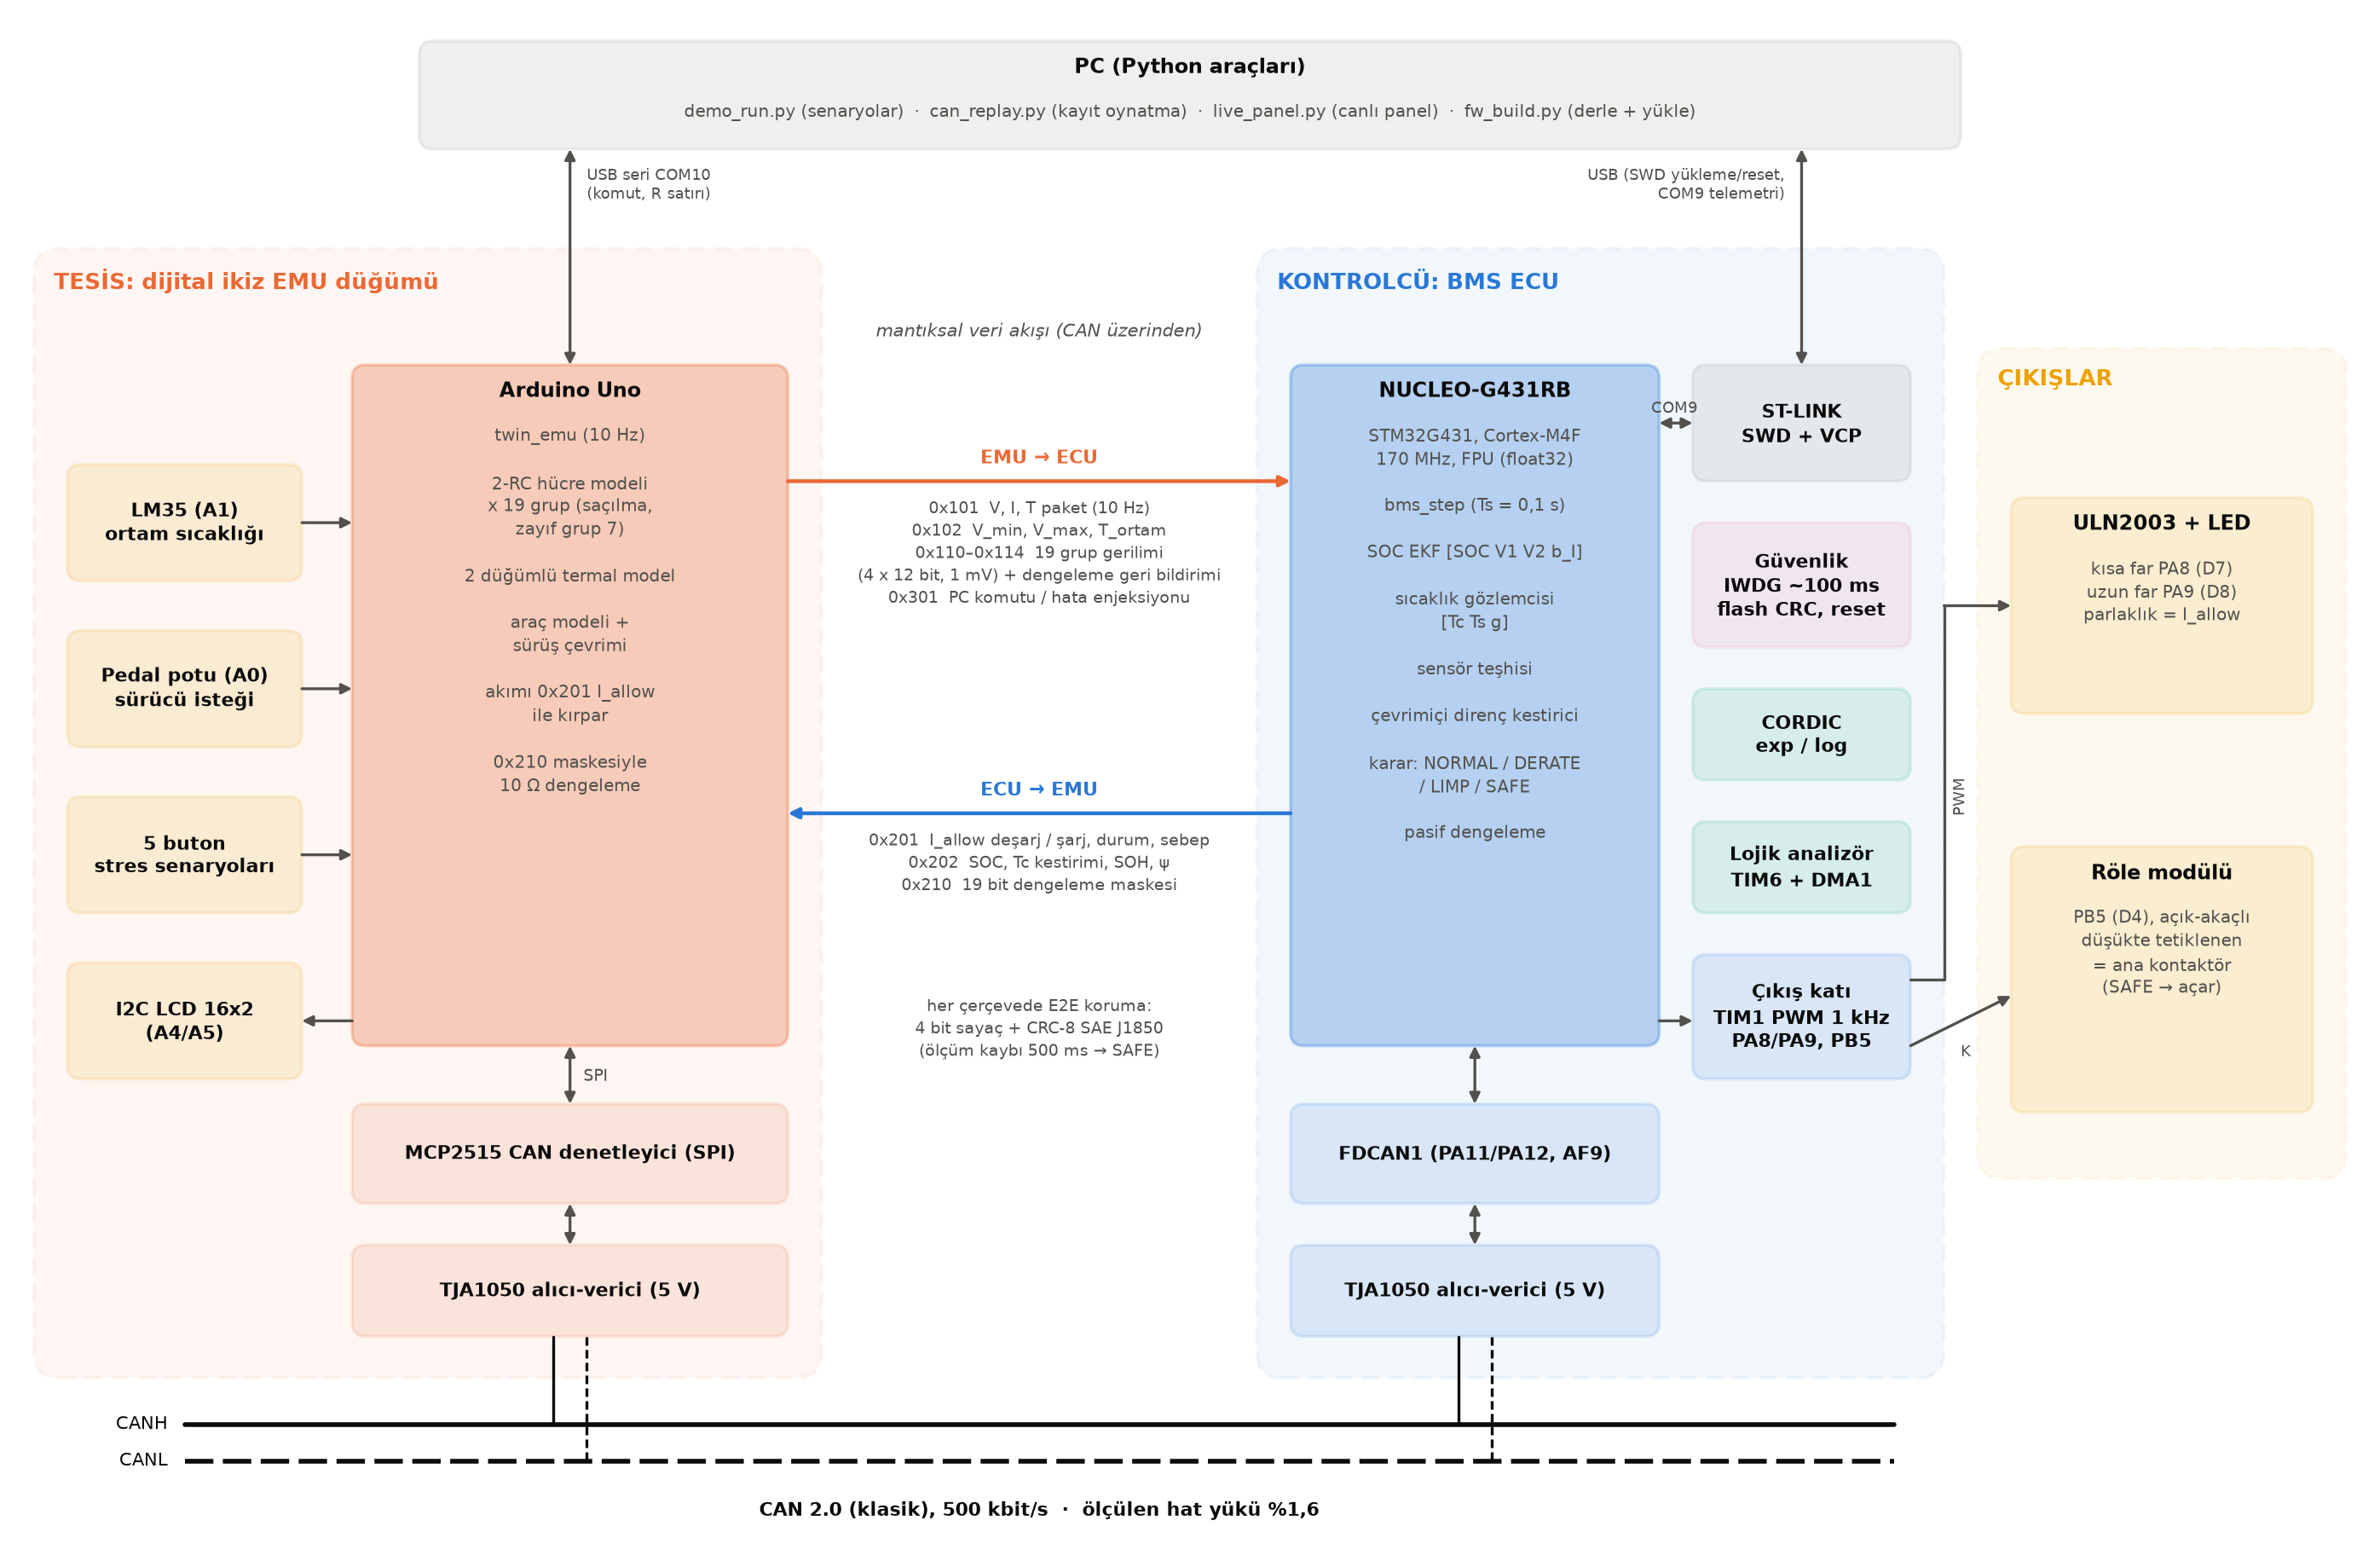 PC (Python araçları)
demo_run.py (senaryolar)  ·  can_replay.py (kayıt oynatma)  ·  live_panel.py (canlı panel)  ·  fw_build.py (derle + yükle)
USB seri COM10
(komut, R satırı)
USB (SWD yükleme/reset,
COM9 telemetri)
TESİS: dijital ikiz EMU düğümü
LM35 (A1)
ortam sıcaklığı
Pedal potu (A0)
sürücü isteği
5 buton
stres senaryoları
I2C LCD 16x2
(A4/A5)
Arduino Uno
twin_emu (10 Hz)
2-RC hücre modeli
x 19 grup (saçılma,
zayıf grup 7)
2 düğümlü termal model
araç modeli +
sürüş çevrimi
akımı 0x201 I_allow
ile kırpar
0x210 maskesiyle
10 Ω dengeleme
SPI
MCP2515 CAN denetleyici (SPI)
TJA1050 alıcı-verici (5 V)
mantıksal veri akışı (CAN üzerinden)
EMU → ECU
0x101  V, I, T paket (10 Hz)
0x102  V_min, V_max, T_ortam
0x110–0x114  19 grup gerilimi
(4 x 12 bit, 1 mV) + dengeleme geri bildirimi
0x301  PC komutu / hata enjeksiyonu
ECU → EMU
0x201  I_allow deşarj / şarj, durum, sebep
0x202  SOC, Tc kestirimi, SOH, ψ
0x210  19 bit dengeleme maskesi
her çerçevede E2E koruma:
4 bit sayaç + CRC-8 SAE J1850
(ölçüm kaybı 500 ms → SAFE)
KONTROLCÜ: BMS ECU
NUCLEO-G431RB
STM32G431, Cortex-M4F
170 MHz, FPU (float32)
bms_step (Ts = 0,1 s)
SOC EKF [SOC V1 V2 b_I]
sıcaklık gözlemcisi
[Tc Ts g]
sensör teşhisi
çevrimiçi direnç kestirici
karar: NORMAL / DERATE
/ LIMP / SAFE
pasif dengeleme
COM9
ST-LINK
SWD + VCP
Güvenlik
IWDG ~100 ms
flash CRC, reset
CORDIC
exp / log
Lojik analizör
TIM6 + DMA1
Çıkış katı
TIM1 PWM 1 kHz
PA8/PA9, PB5
FDCAN1 (PA11/PA12, AF9)
TJA1050 alıcı-verici (5 V)
PWM
K
ÇIKIŞLAR
ULN2003 + LED
kısa far PA8 (D7)
uzun far PA9 (D8)
parlaklık = I_allow
Röle modülü
PB5 (D4), açık-akaçlı
düşükte tetiklenen
= ana kontaktör
(SAFE → açar)
CANH
CANL
CAN 2.0 (klasik), 500 kbit/s  ·  ölçülen hat yükü %1,6